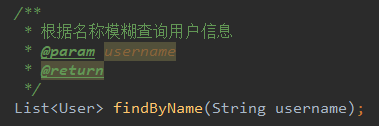 /**
* 根据名称模糊查询用户信息
* @param username
* @return
*/
List<User> findByName(String username);